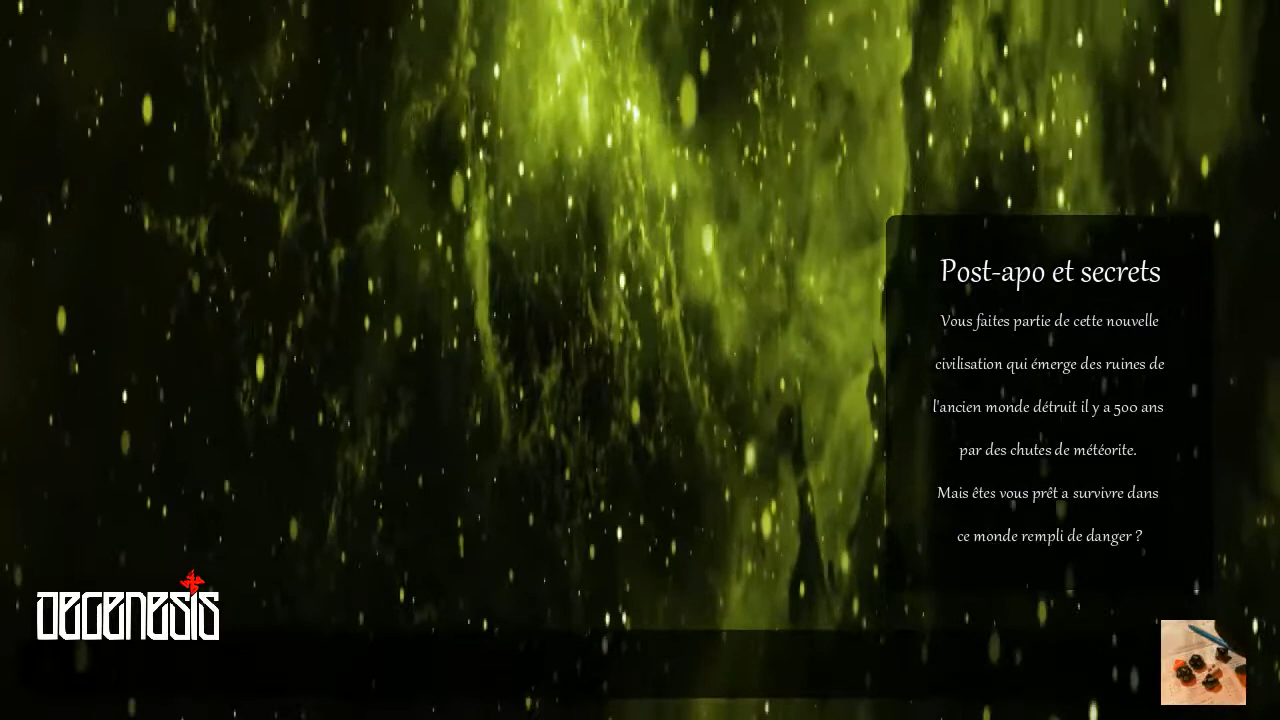 Post-apo et secrets
Vous faites partie de cette nouvelle
civilisation qui émerge des ruines de
l'ancien monde détruit il y a 500 ans
par des chutes de météorite.
Mais êtes vous prêt a survivre dans
ce monde rempli de danger ?
DEGENESIS